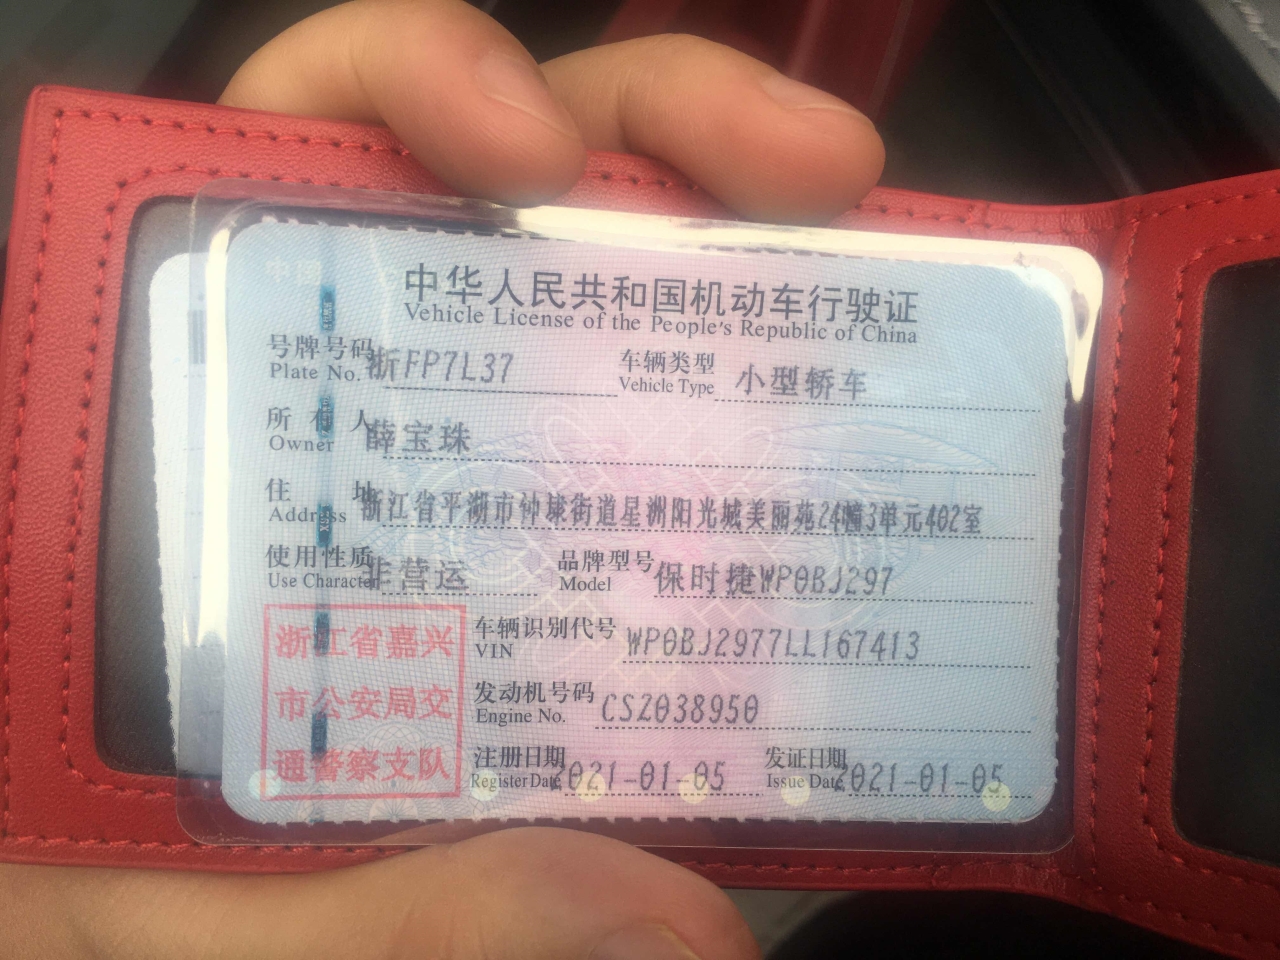 中华人民共和国机动车行驶证
Vehicle License of the People's Republic of China
号牌号码 浙FP7L37 车辆类型 小型轿车
Plate No. Vehicle Type
所有人 薛宝珠
Owner
住址 浙江省平湖市钟埭街道星洲阳光城美丽苑24幢3单元402室
Address
使用性质 非营运 品牌型号 保时捷WP0BJ297
Use Character Model
车辆识别代号 WP0BJ2977LL167413
VIN
发动机号码 CSZ038950
Engine No.
注册日期 2021-01-05 发证日期 2021-01-05
Register Date Issue Date
浙江省嘉兴
市公安局交
通警察支队